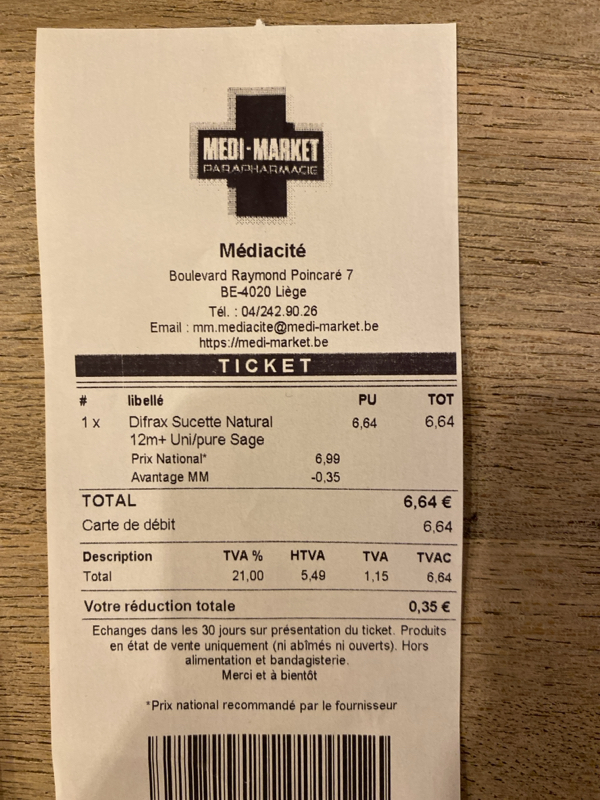 MEDI-MARKET
PARAPHARMACIE
Médiacité
Boulevard Raymond Poincaré 7
BE-4020 Liège
Tél. : 04/242.90.26
Email : mm.mediacite@medi-market.be
https://medi-market.be
TICKET
# libellé PU TOT
1 x Difrax Sucette Natural 6,64 6,64
12m+ Uni/pure Sage
Prix National* 6,99
Avantage MM -0,35
TOTAL 6,64 €
Carte de débit 6,64
Description TVA % HTVA TVA TVAC
Total 21,00 5,49 1,15 6,64
Votre réduction totale 0,35 €
Echanges dans les 30 jours sur présentation du ticket. Produits
en état de vente uniquement (ni abîmés ni ouverts). Hors
alimentation et bandagisterie.
Merci et à bientôt
*Prix national recommandé par le fournisseur